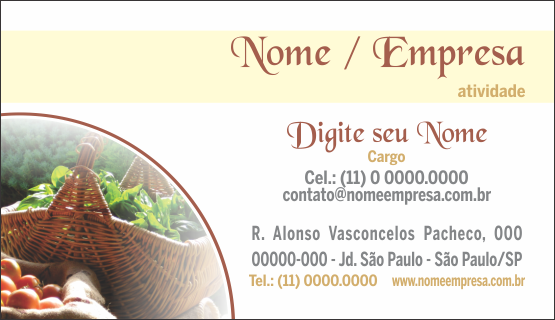 Nome / Empresa
atividade
Digite seu Nome
Cargo
Cel.: (11) 0 0000.0000
contato@nomeempresa.com.br
R. Alonso Vasconcelos Pacheco, 000
00000-000 - Jd. São Paulo - São Paulo/SP
Tel.: (11) 0000.0000 www.nomeempresa.com.br